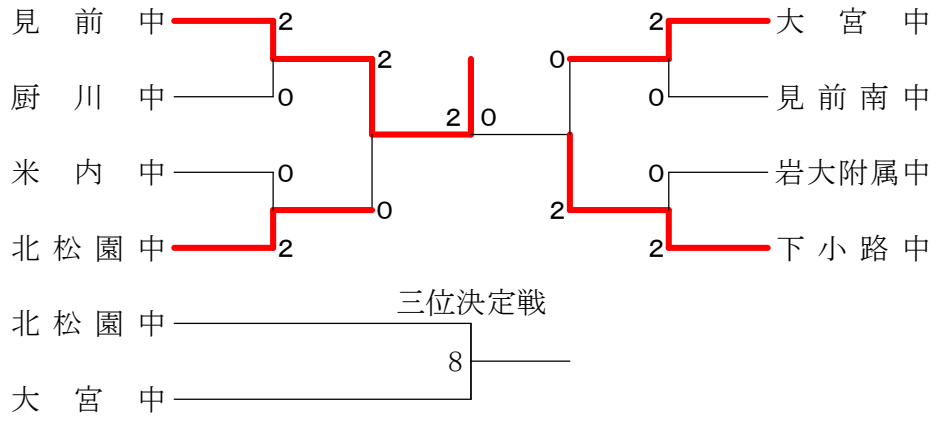 見前中 2 2 大宮中
2 0
厨川中 0 0 見前南中
2 0
米内中 0 0 岩大附属中
0 2
北松園中 2 2 下小路中
三位決定戦
北松園中
8
大宮中